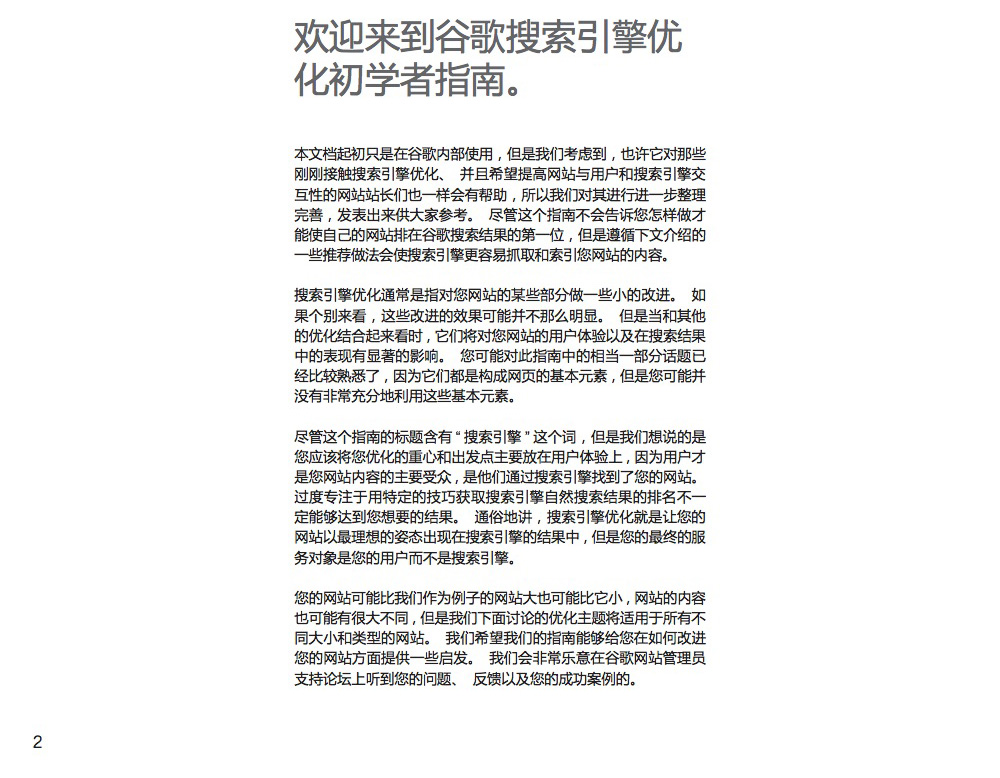 欢迎来到谷歌搜索引擎优
化初学者指南。
本文档起初只是在谷歌内部使用，但是我们考虑到，也许它对那些
刚刚接触搜索引擎优化、 并且希望提高网站与用户和搜索引擎交
互性的网站站长们也一样会有帮助，所以我们对其进行进一步整理
完善，发表出来供大家参考。 尽管这个指南不会告诉您怎样做才
能使自己的网站排在谷歌搜索结果的第一位，但是遵循下文介绍的
一些推荐做法会使搜索引擎更容易抓取和索引您网站的内容。
搜索引擎优化通常是指对您网站的某些部分做一些小的改进。 如
果个别来看，这些改进的效果可能并不那么明显。 但是当和其他
的优化结合起来看时，它们将对您网站的用户体验以及在搜索结果
中的表现有显著的影响。 您可能对此指南中的相当一部分话题已
经比较熟悉了，因为它们都是构成网页的基本元素，但是您可能并
没有非常充分地利用这些基本元素。
尽管这个指南的标题含有“搜索引擎”这个词，但是我们想说的是
您应该将您优化的重心和出发点主要放在用户体验上，因为用户才
是您网站内容的主要受众，是他们通过搜索引擎找到了您的网站。
过度专注于用特定的技巧获取搜索引擎自然搜索结果的排名不一
定能够达到您想要的结果。 通俗地讲，搜索引擎优化就是让您的
网站以最理想的姿态出现在搜索引擎的结果中，但是您的最终的服
务对象是您的用户而不是搜索引擎。
您的网站可能比我们作为例子的网站大也可能比它小，网站的内容
也可能有很大不同，但是我们下面讨论的优化主题将适用于所有不
同大小和类型的网站。 我们希望我们的指南能够给您在如何改进
您的网站方面提供一些启发。 我们会非常乐意在谷歌网站管理员
支持论坛上听到您的问题、 反馈以及您的成功案例的。
2